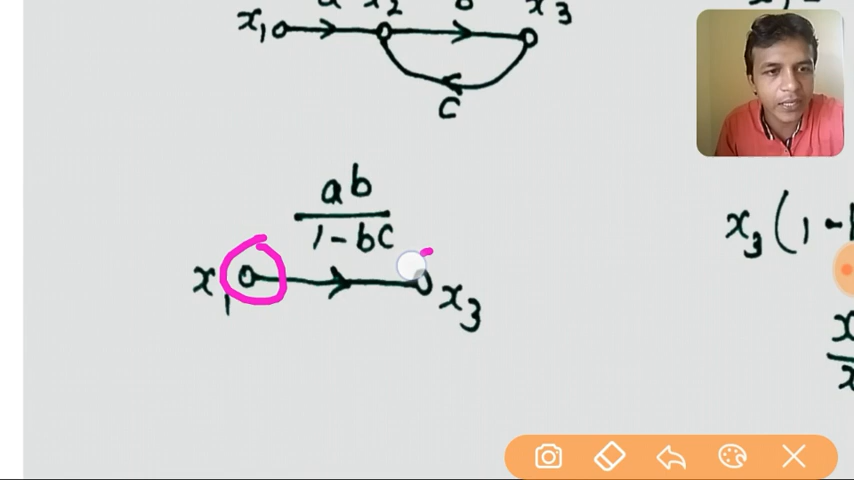 x₁ x₂ x₃
c
ab
1-bc
x₁ x₃
x₃(1-
x